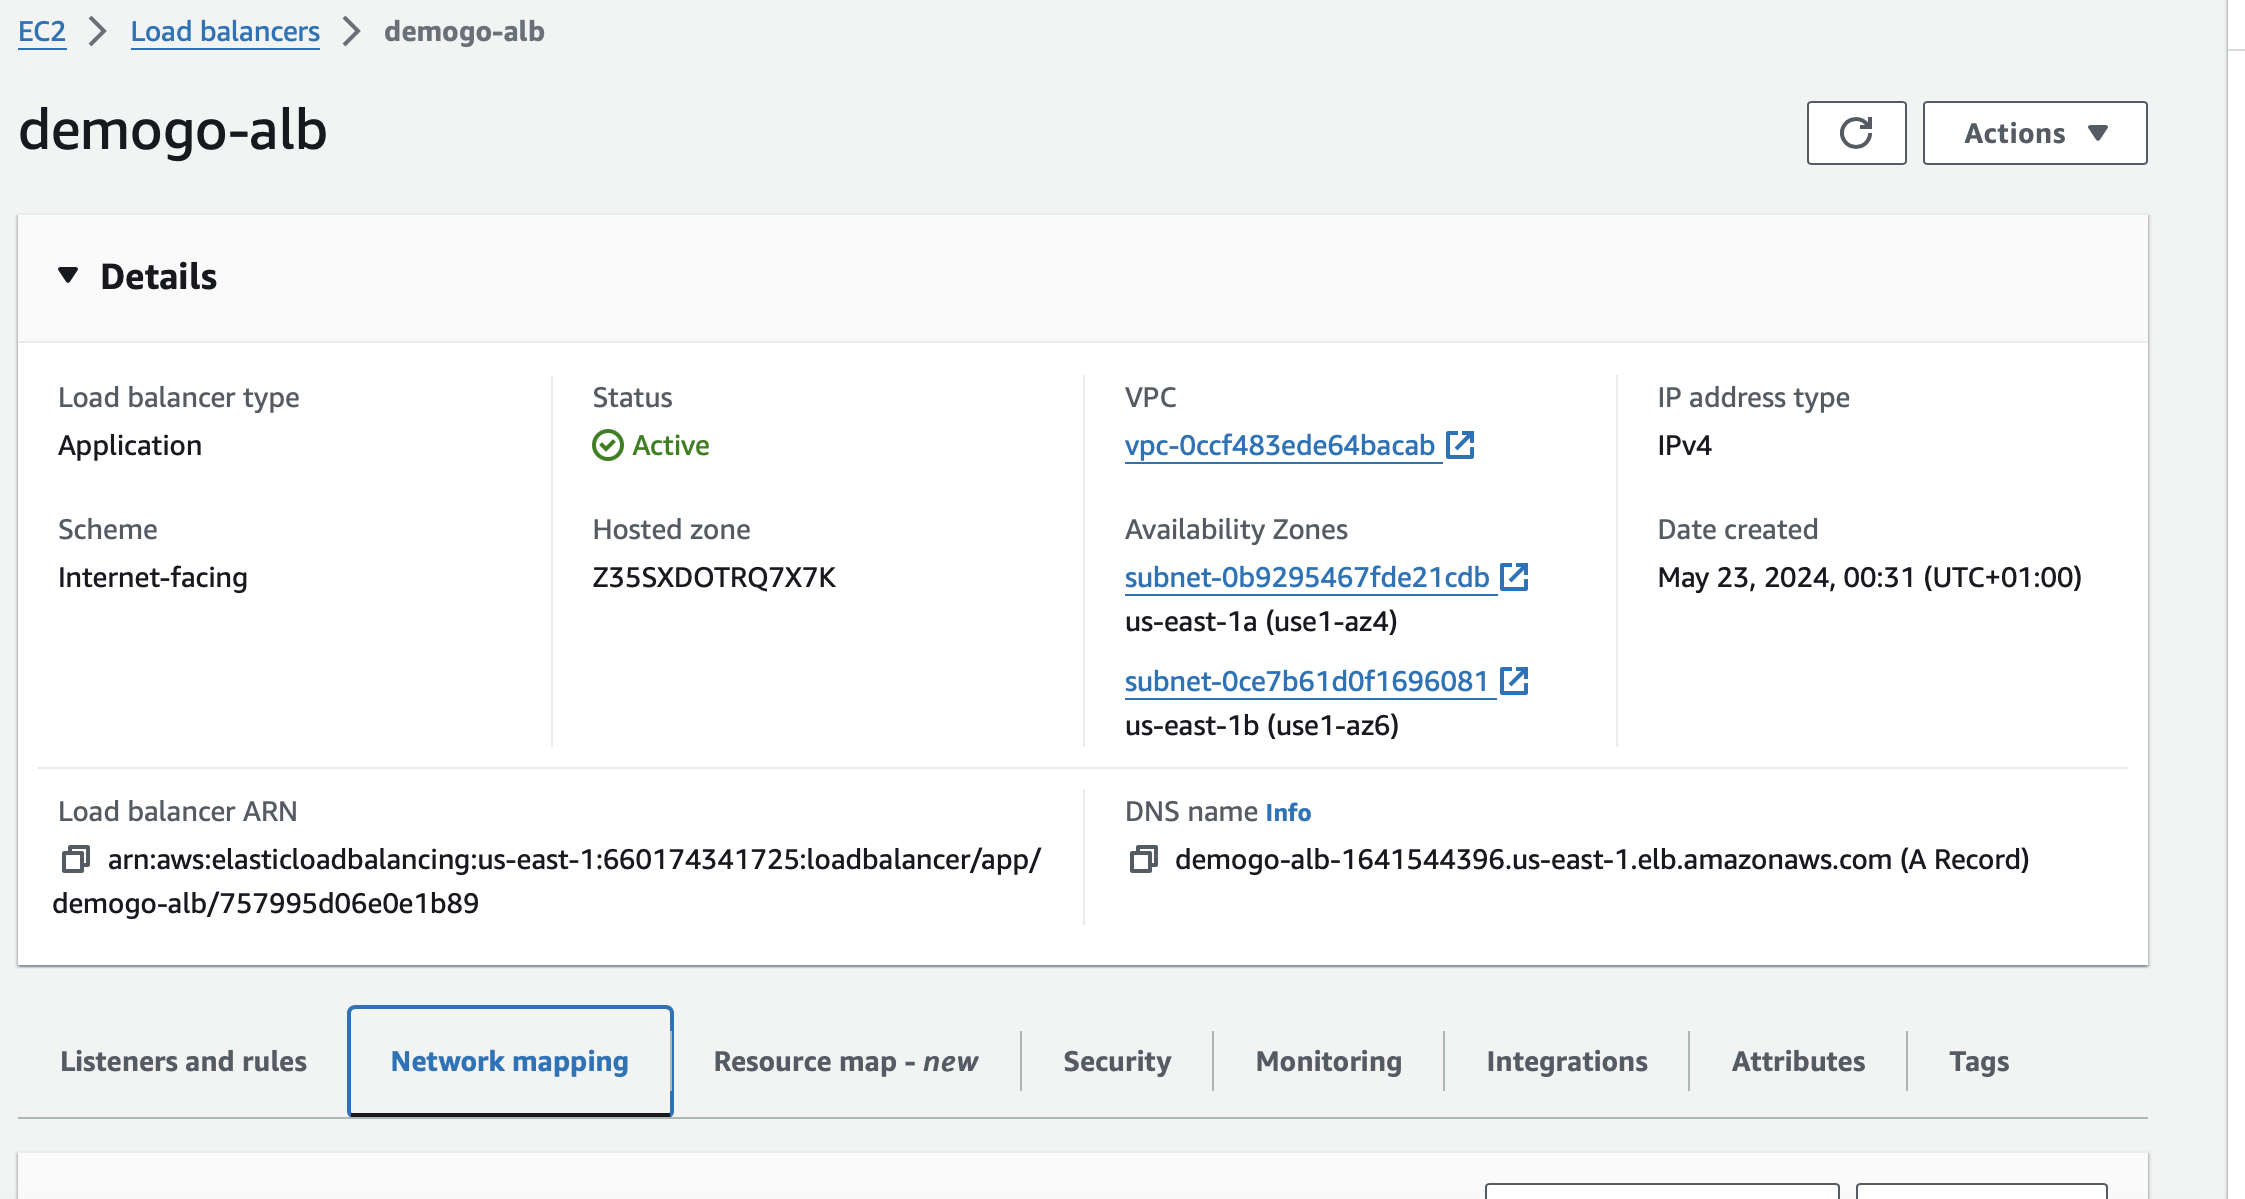 EC2 > Load balancers > demogo-alb
demogo-alb
Actions
Details
Load balancer type
Application
Scheme
Internet-facing
Status
Active
Hosted zone
Z35SXDOTRQ7X7K
VPC
vpc-0ccf483ede64bacab
Availability Zones
subnet-0b9295467fde21cdb
us-east-1a (use1-az4)
subnet-0ce7b61d0f1696081
us-east-1b (use1-az6)
IP address type
IPv4
Date created
May 23, 2024, 00:31 (UTC+01:00)
Load balancer ARN
arn:aws:elasticloadbalancing:us-east-1:660174341725:loadbalancer/app/
demogo-alb/757995d06e0e1b89
DNS name Info
demogo-alb-1641544396.us-east-1.elb.amazonaws.com (A Record)
Listeners and rules
Network mapping
Resource map - new
Security
Monitoring
Integrations
Attributes
Tags